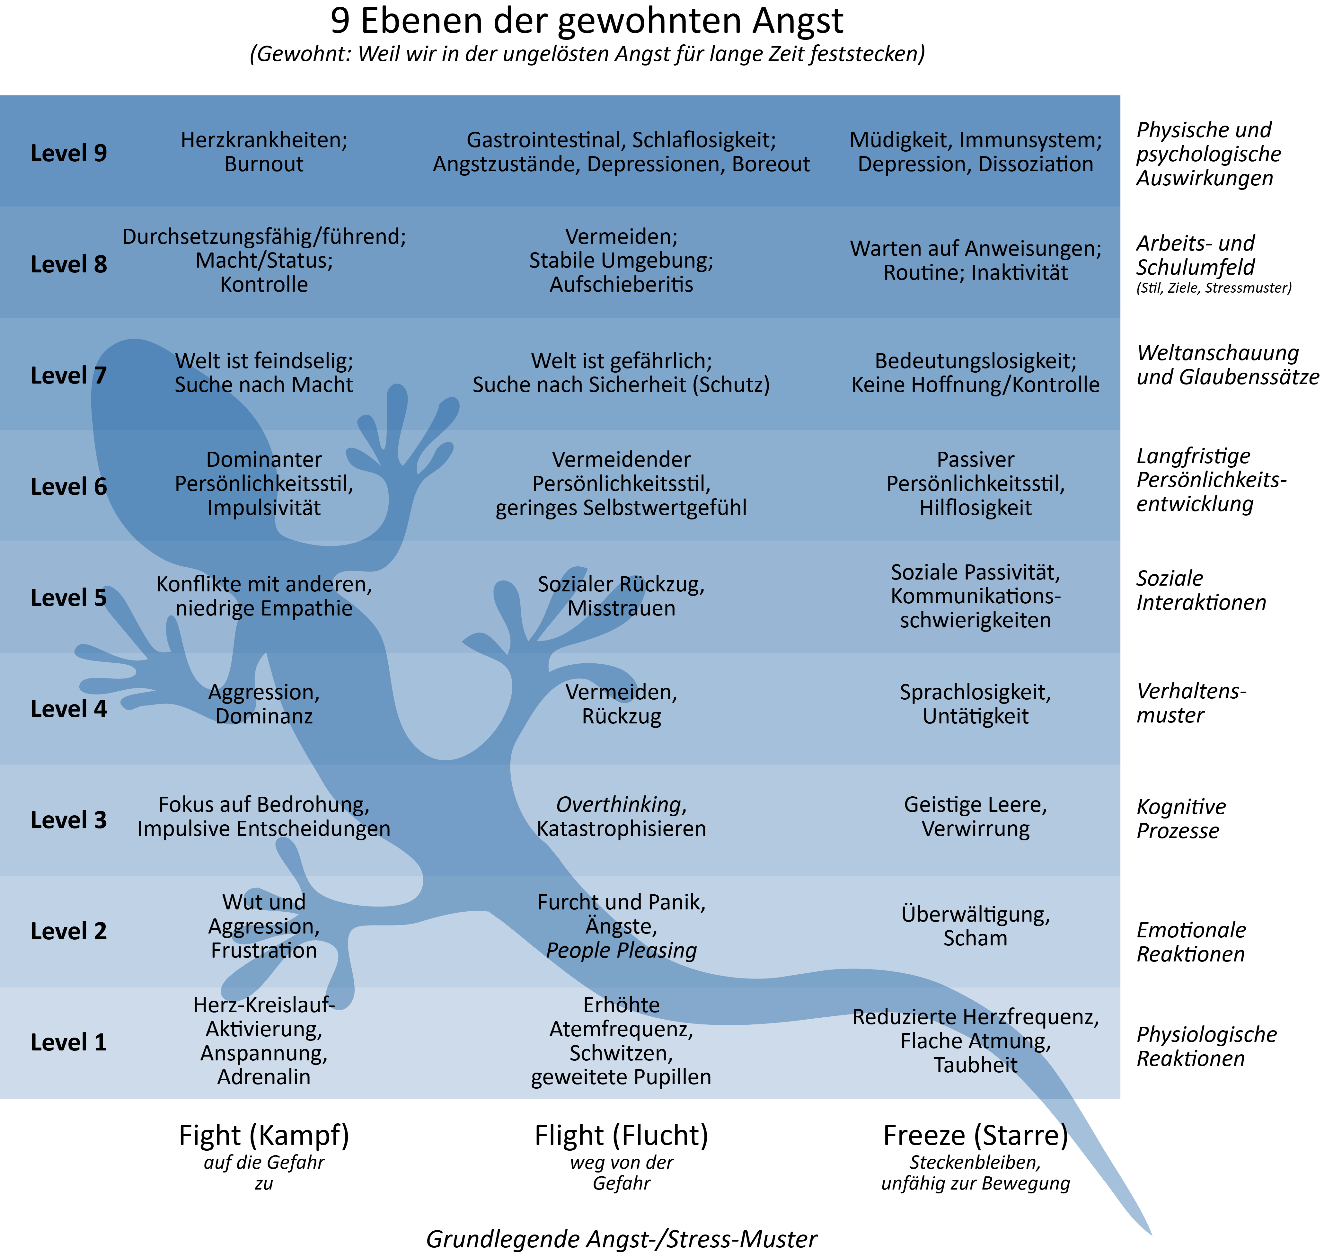 9 Ebenen der gewohnten Angst
(Gewohnt: Weil wir in der ungelösten Angst für lange Zeit feststecken)
Level 9
Herzkrankheiten;
Burnout
Gastrointestinal, Schlaflosigkeit;
Angstzustände, Depressionen, Boreout
Müdigkeit, Immunsystem;
Depression, Dissoziation
Physische und
psychologische
Auswirkungen
Level 8
Durchsetzungsfähig/führend;
Macht/Status;
Kontrolle
Vermeiden;
Stabile Umgebung;
Aufschieberitis
Warten auf Anweisungen;
Routine; Inaktivität
Arbeits- und
Schulumfeld
(Stil, Ziele, Stressmuster)
Level 7
Welt ist feindselig;
Suche nach Macht
Welt ist gefährlich;
Suche nach Sicherheit (Schutz)
Bedeutungslosigkeit;
Keine Hoffnung/Kontrolle
Weltanschauung
und Glaubenssätze
Level 6
Dominanter
Persönlichkeitsstil,
Impulsivität
Vermeidender
Persönlichkeitsstil,
geringes Selbstwertgefühl
Passiver
Persönlichkeitsstil,
Hilflosigkeit
Langfristige
Persönlichkeits-
entwicklung
Level 5
Konflikte mit anderen,
niedrige Empathie
Sozialer Rückzug,
Misstrauen
Soziale Passivität,
Kommunikations-
schwierigkeiten
Soziale
Interaktionen
Level 4
Aggression,
Dominanz
Vermeiden,
Rückzug
Sprachlosigkeit,
Untätigkeit
Verhaltens-
muster
Level 3
Fokus auf Bedrohung,
Impulsive Entscheidungen
Overthinking,
Katastrophisieren
Geistige Leere,
Verwirrung
Kognitive
Prozesse
Level 2
Wut und
Aggression,
Frustration
Furcht und Panik,
Ängste,
People Pleasing
Überwältigung,
Scham
Emotionale
Reaktionen
Level 1
Herz-Kreislauf-
Aktivierung,
Anspannung,
Adrenalin
Erhöhte
Atemfrequenz,
Schwitzen,
geweitete Pupillen
Reduzierte Herzfrequenz,
Flache Atmung,
Taubheit
Physiologische
Reaktionen
Fight (Kampf)
auf die Gefahr
zu
Flight (Flucht)
weg von der
Gefahr
Freeze (Starre)
Steckenbleiben,
unfähig zur Bewegung
Grundlegende Angst-/Stress-Muster